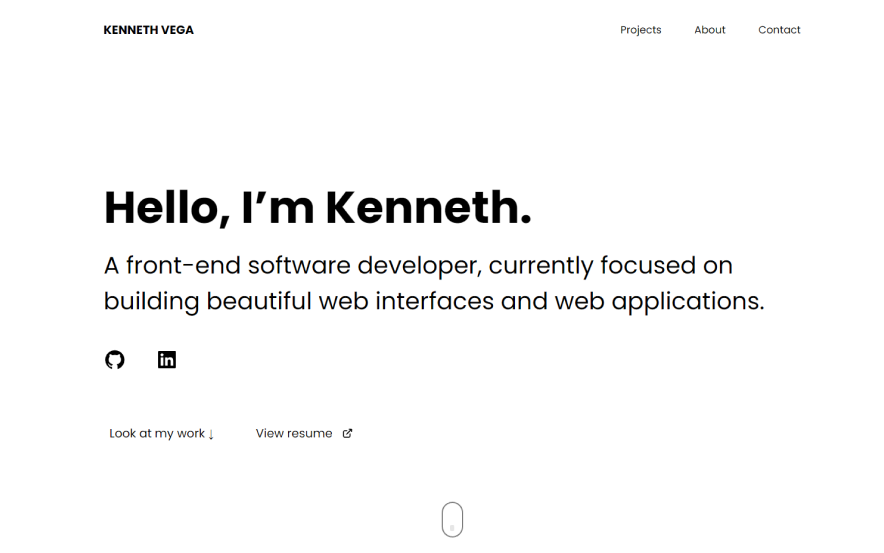 KENNETH VEGA
Projects About Contact
Hello, I’m Kenneth.
A front-end software developer, currently focused on
building beautiful web interfaces and web applications.
in
Look at my work ↓ View resume